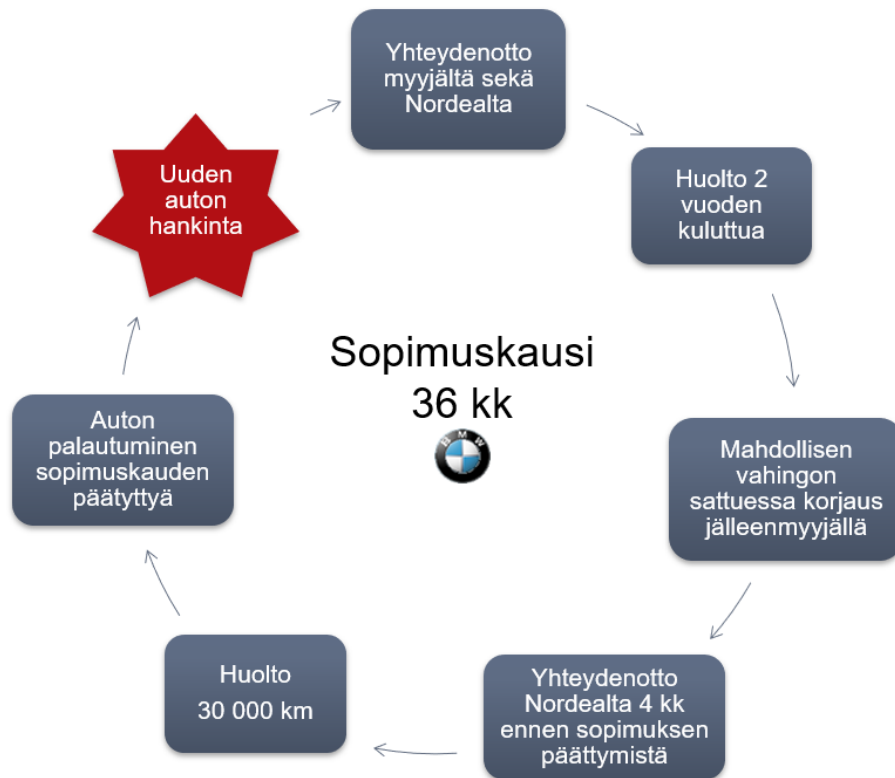 Yhteydenotto
myyjältä sekä
Nordealta
Huolto 2
vuoden
kuluttua
Mahdollisen
vahingon
sattuessa korjaus
jälleenmyyjällä
Yhteydenotto
Nordealta 4 kk
ennen sopimuksen
päättymistä
Huolto
30 000 km
Auton
palautuminen
sopimuskauden
päätyttyä
Uuden
auton
hankinta
Sopimuskausi
36 kk
BMW